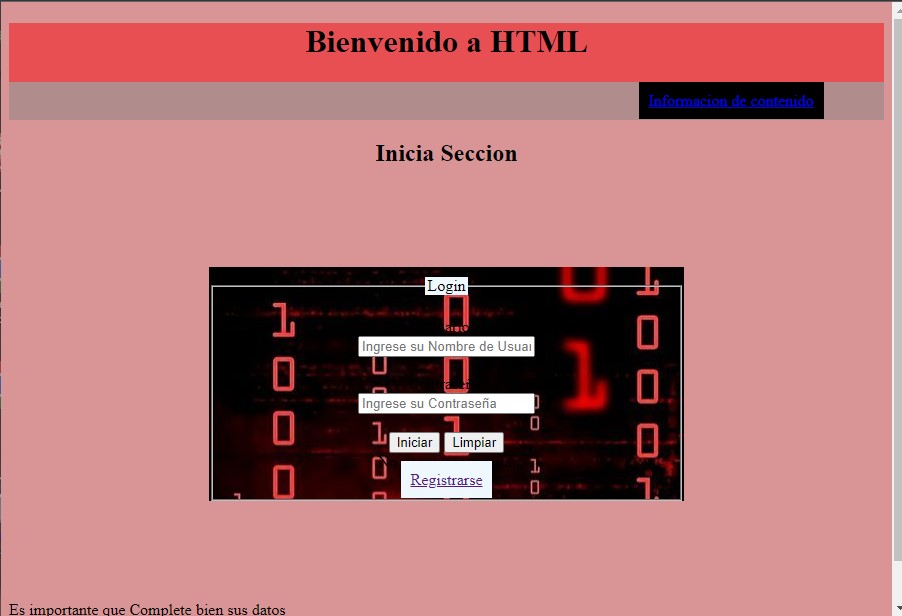 Bienvenido a HTML
Informacion de contenido
Inicia Seccion
Login
Ingrese su Nombre de Usuar
Ingrese su Contraseña
Iniciar Limpiar
Registrarse
Es importante que Complete bien sus datos